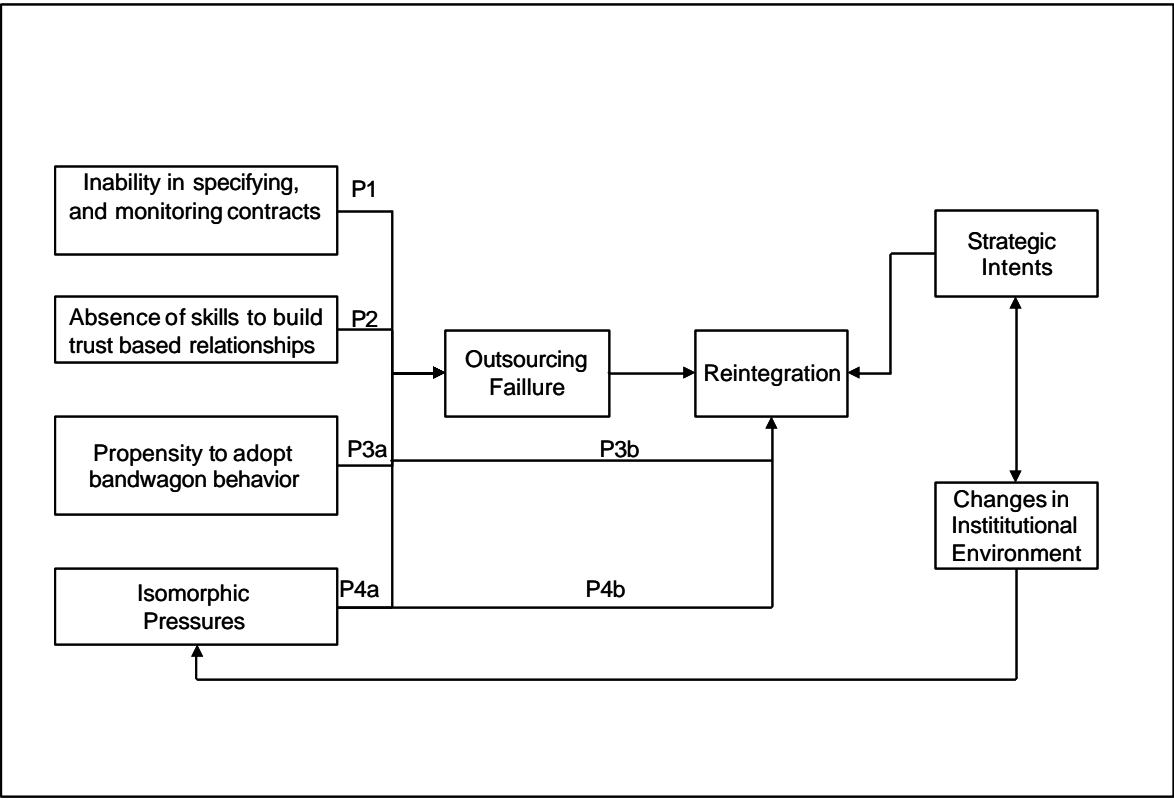 Inability in specifying,
and monitoring contracts
P1
Absence of skills to build
trust based relationships
P2
Propensity to adopt
bandwagon behavior
P3a
Isomorphic
Pressures
P4a
Outsourcing
Faillure
P3b
P4b
Reintegration
Strategic
Intents
Changes in
Instititutional
Environment